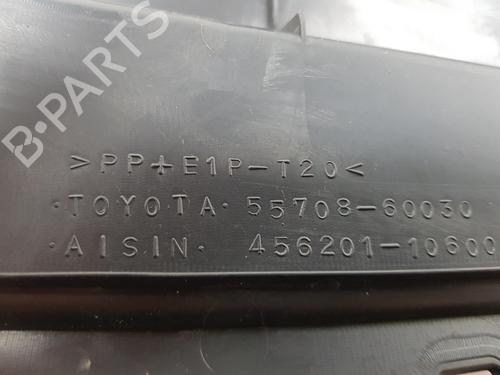 B-Parts
>PP+E1P-T20<
·TOYOTA·55708-60030
·AISIN· 456201-10600